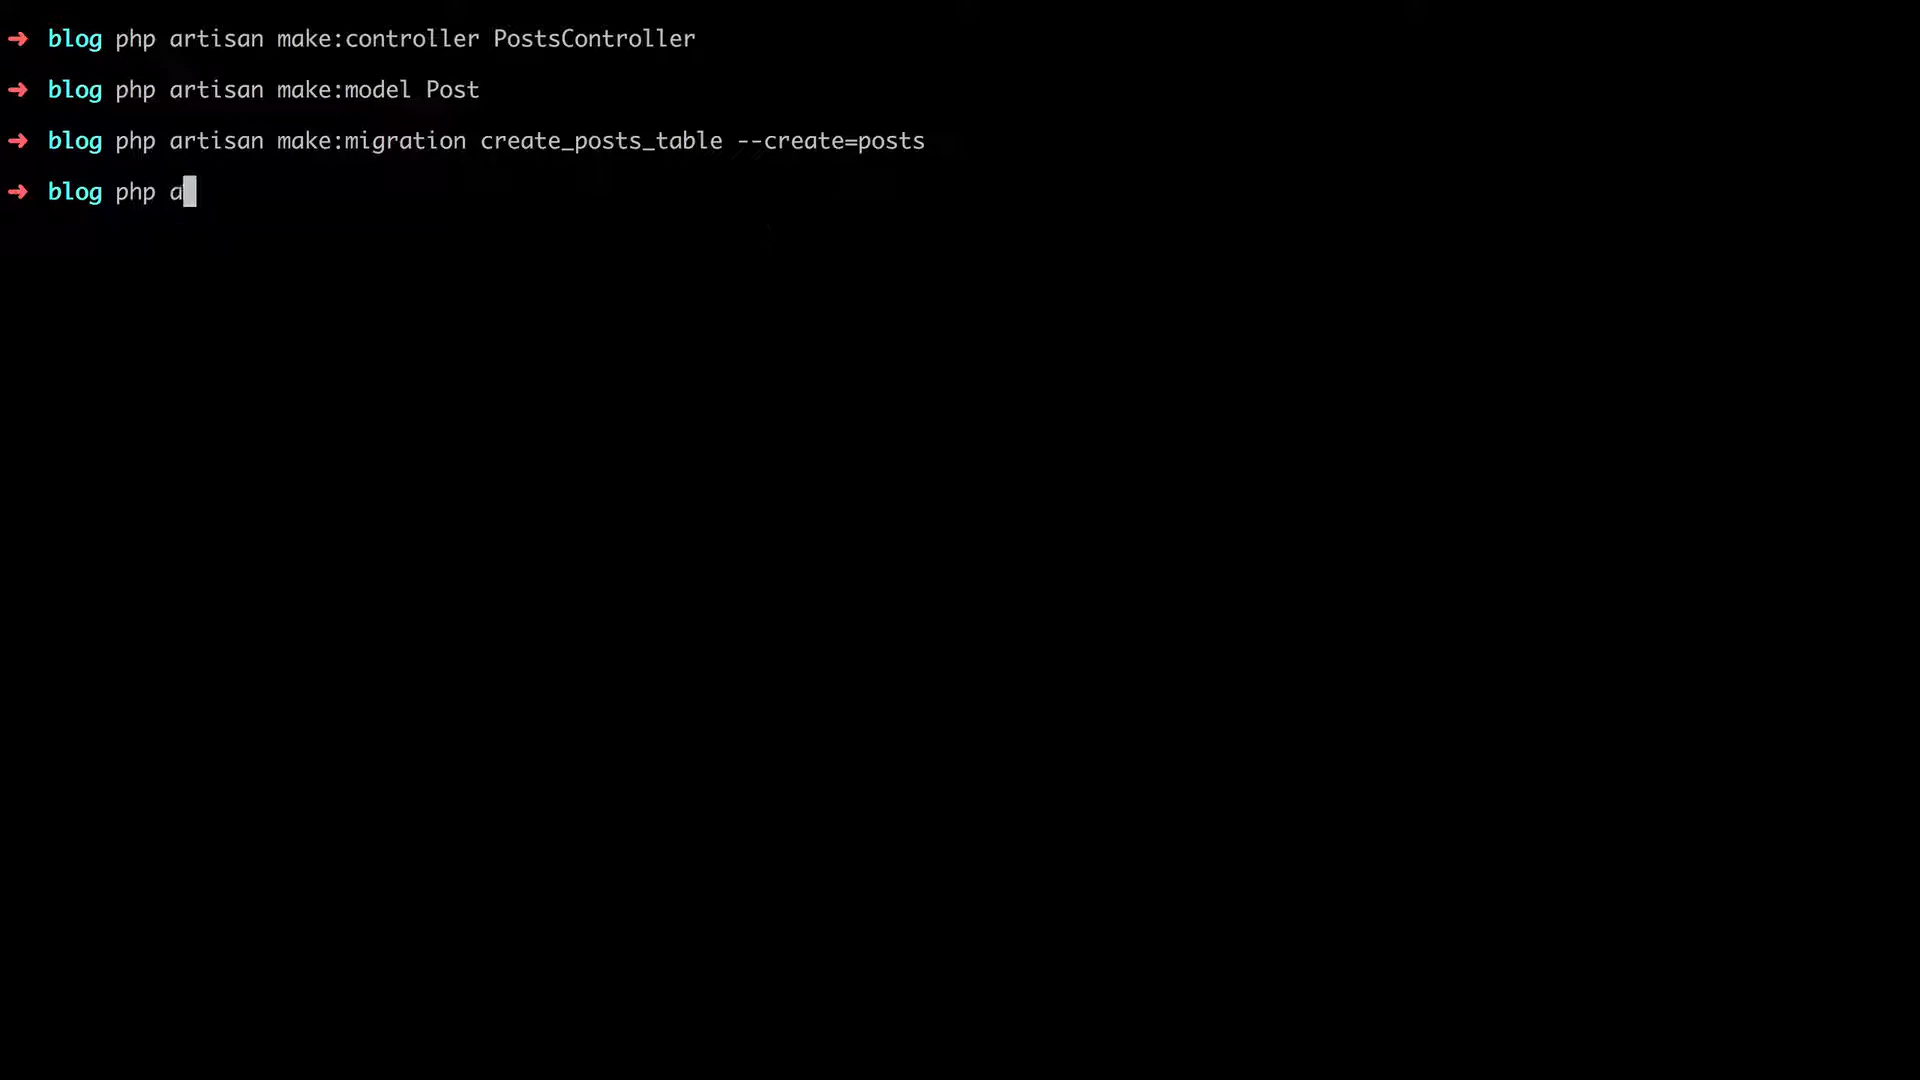 ➜ blog php artisan make:controller PostsController
➜ blog php artisan make:model Post
➜ blog php artisan make:migration create_posts_table --create=posts
➜ blog php a